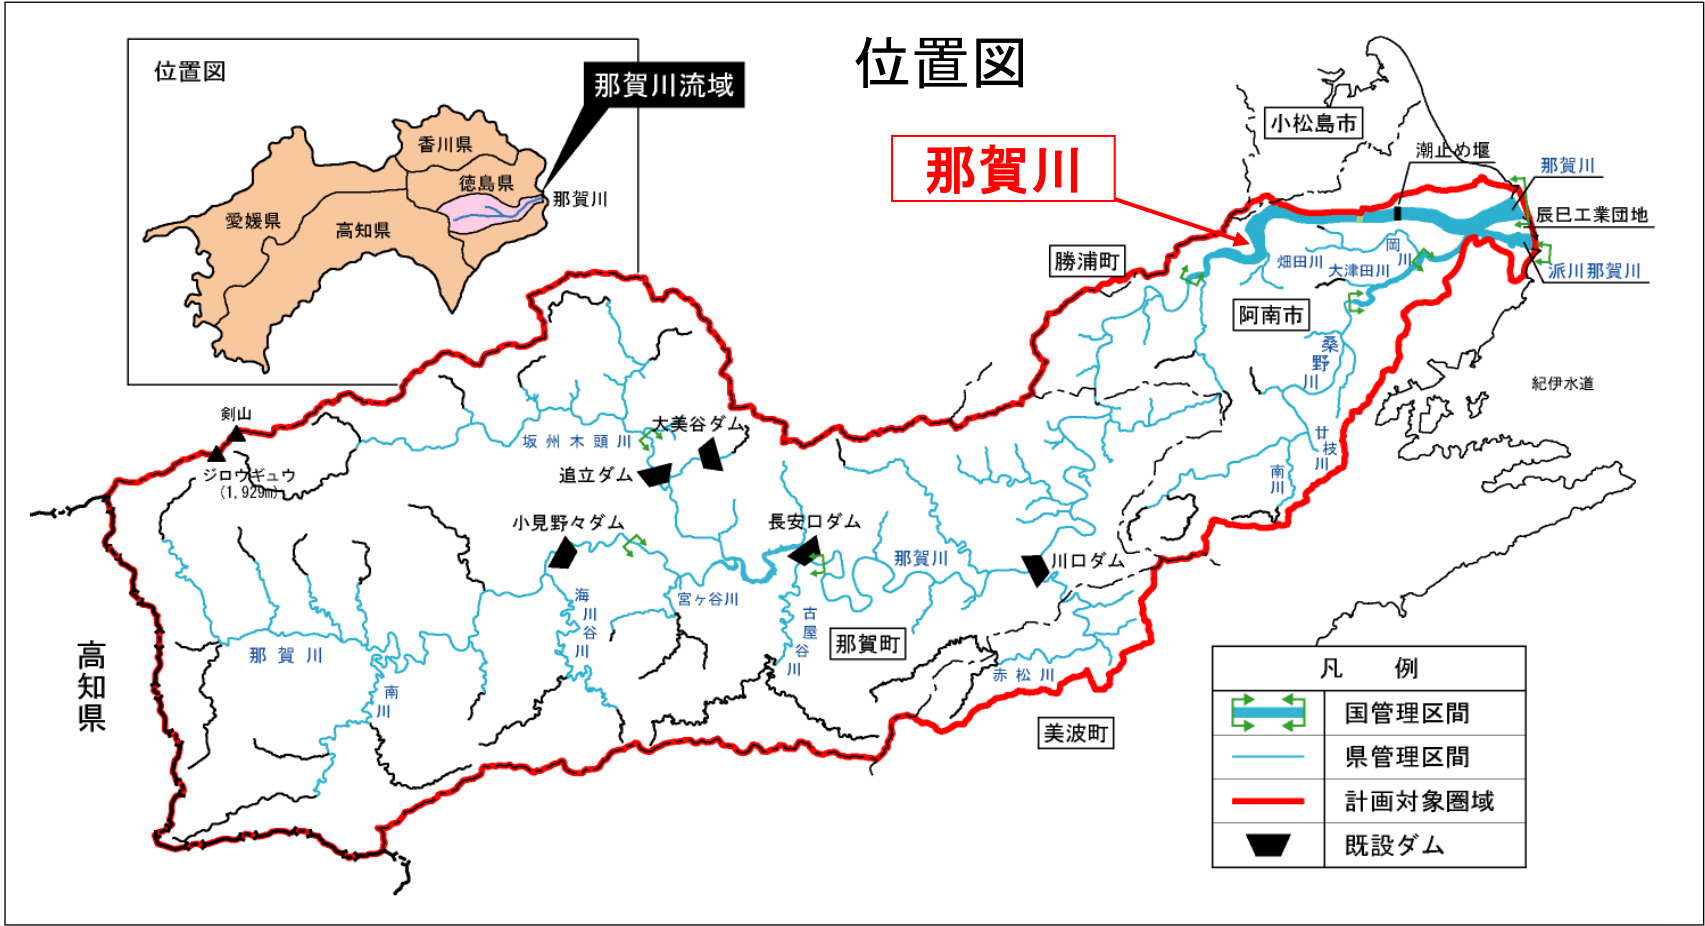 位置図
位置図
那賀川流域
香川県
徳島県
愛媛県
高知県
那賀川
那賀川
小松島市
潮止め堰
那賀川
辰巳工業団地
派川那賀川
勝浦町
岡川
畑田川
大津田川
阿南市
桑野川
紀伊水道
剣山
ジロウギュウ
(1,929m)
坂州木頭川
大美谷ダム
追立ダム
廿枝川
南川
小見野々ダム
長安口ダム
那賀川
川口ダム
海川谷川
宮ヶ谷川
古屋谷川
那賀町
那賀川
南川
赤松川
高知県
美波町
凡例
国管理区間
県管理区間
計画対象圏域
既設ダム